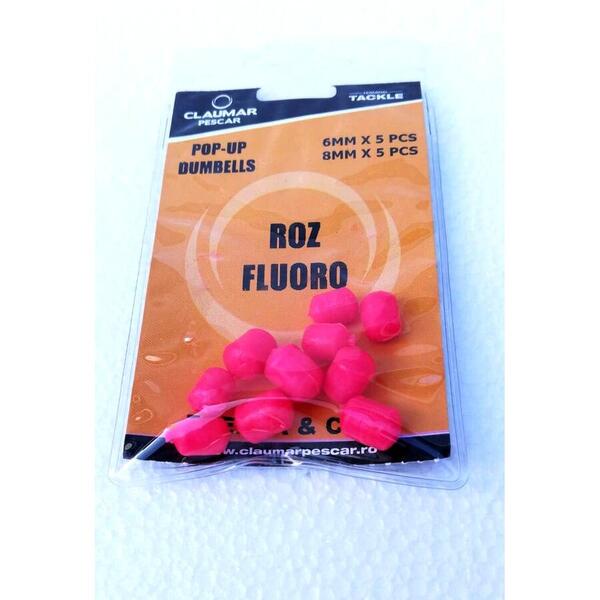 CLAUMAR
PESCAR
TACKLE
POP-UP
DUMBELLS
6MM X 5 PCS
8MM X 5 PCS
ROZ
FLUORO
& C
www.claumarpescar.ro